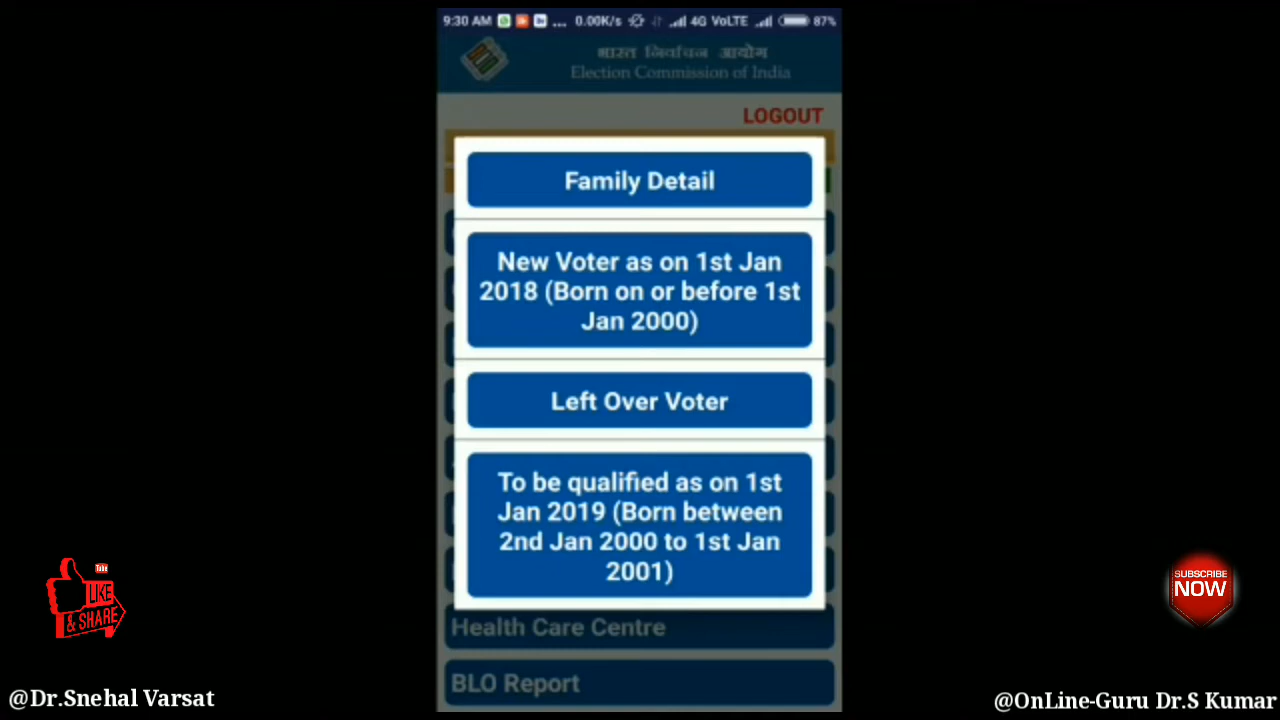 9:30 AM ... 0.00K/s 4G VoLTE 87%
भारत निर्वाचन आयोग
Election Commission of India
LOGOUT
Family Detail
New Voter as on 1st Jan
2018 (Born on or before 1st
Jan 2000)
Left Over Voter
To be qualified as on 1st
Jan 2019 (Born between
2nd Jan 2000 to 1st Jan
2001)
Health Care Centre
BLO Report
Tube
LIKE
& SHARE
SUBSCRIBE
NOW
@Dr.Snehal Varsat
@OnLine-Guru Dr.S Kumar